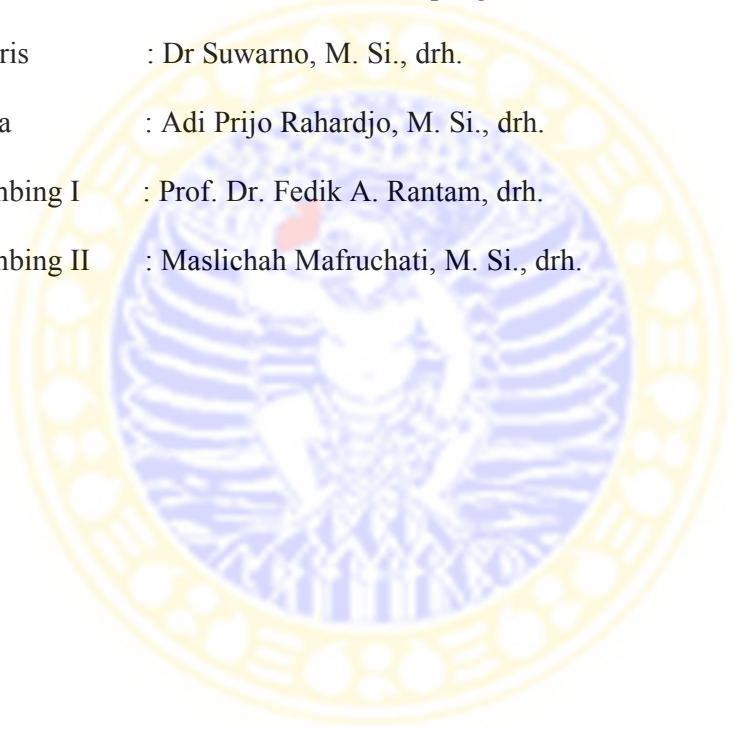 ris : Dr Suwarno, M. Si., drh.
a : Adi Prijo Rahardjo, M. Si., drh.
nbing I : Prof. Dr. Fedik A. Rantam, drh.
nbing II : Maslichah Mafruchati, M. Si., drh.